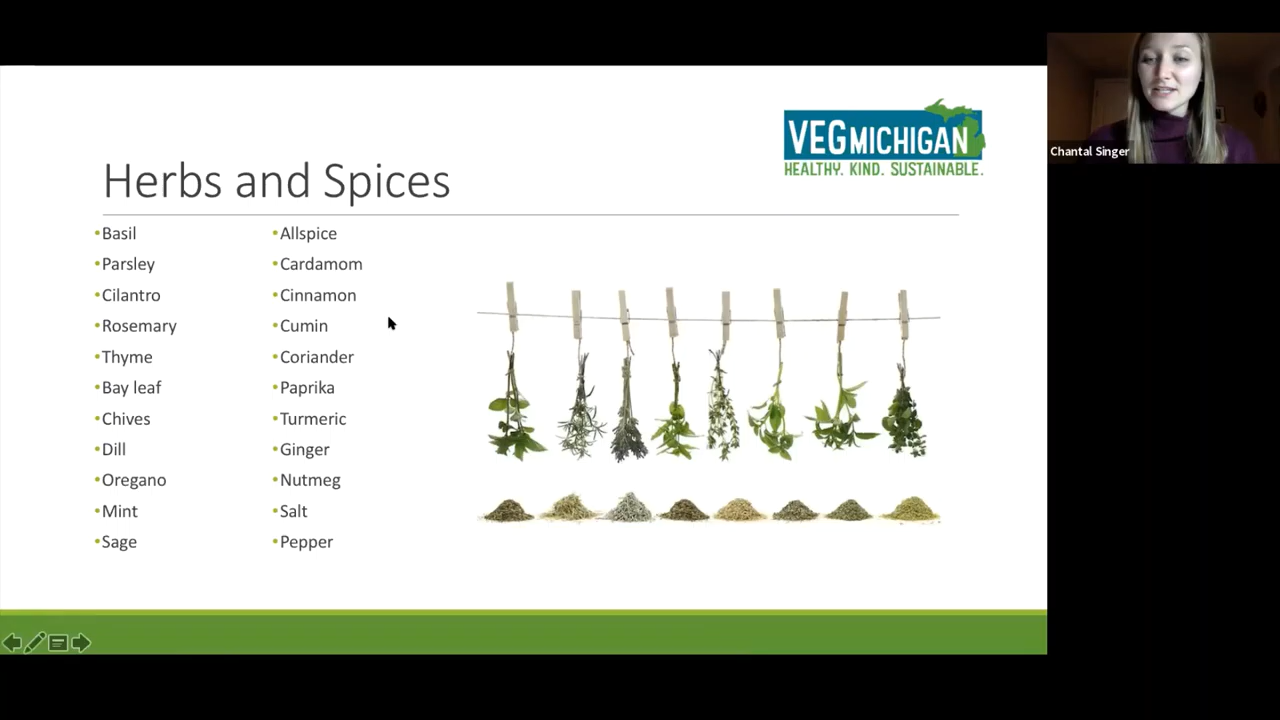 VEGMICHIGAN
HEALTHY. KIND. SUSTAINABLE.
Chantal Singer
Herbs and Spices
•Basil
•Parsley
•Cilantro
•Rosemary
•Thyme
•Bay leaf
•Chives
•Dill
•Oregano
•Mint
•Sage
•Allspice
•Cardamom
•Cinnamon
•Cumin
•Coriander
•Paprika
•Turmeric
•Ginger
•Nutmeg
•Salt
•Pepper